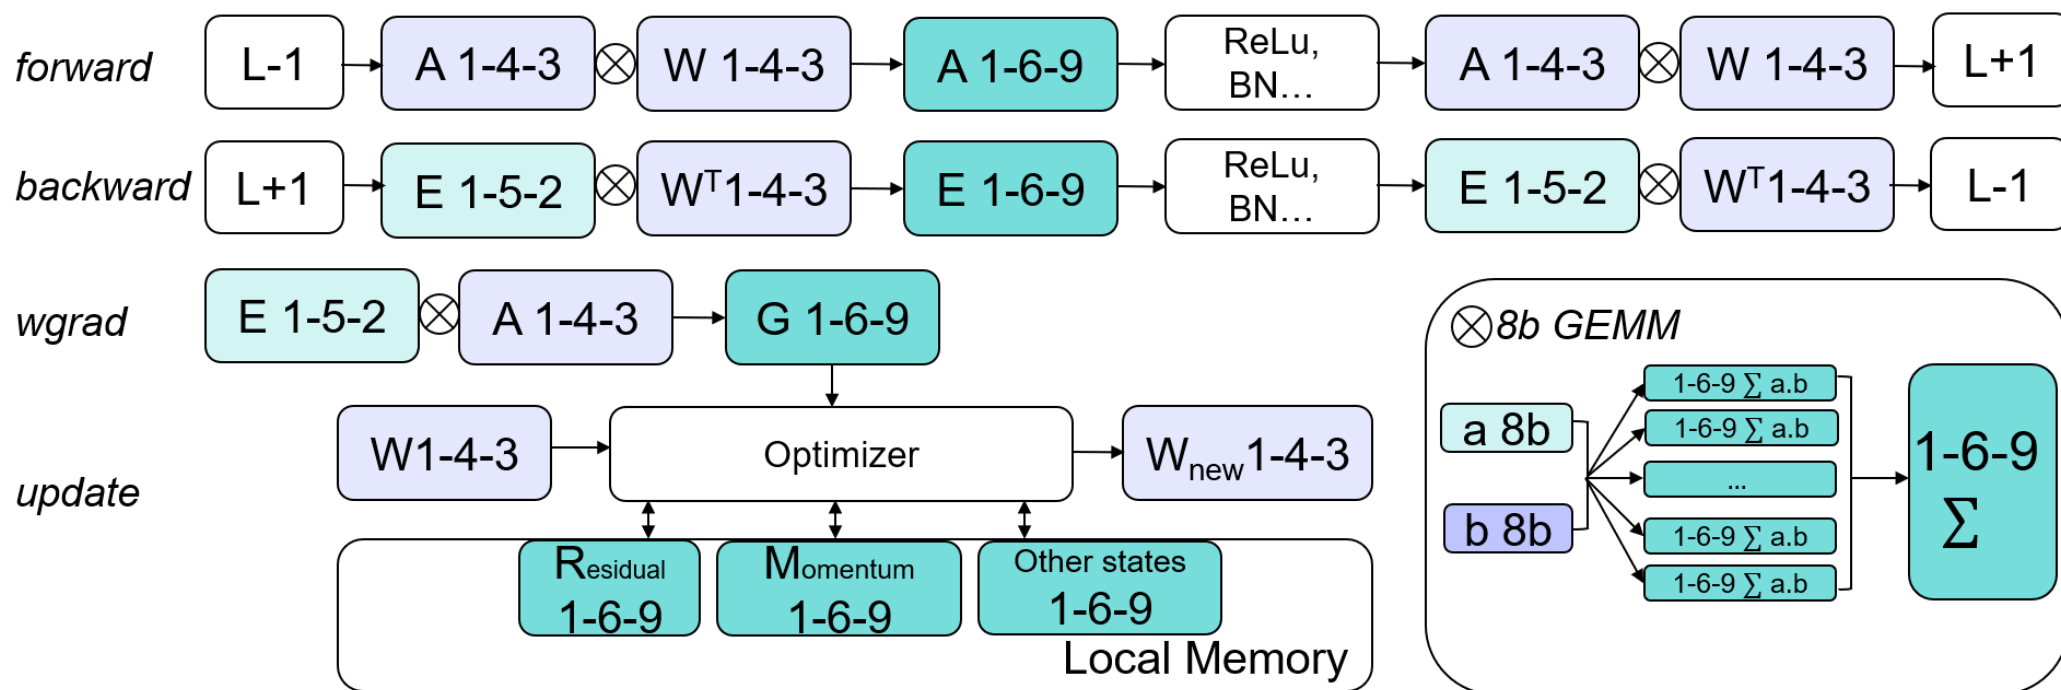 forward
L-1
A 1-4-3
W 1-4-3
A 1-6-9
ReLu,
BN...
A 1-4-3
W 1-4-3
L+1
backward
L+1
E 1-5-2
Wᵀ1-4-3
E 1-6-9
ReLu,
BN...
E 1-5-2
Wᵀ1-4-3
L-1
wgrad
E 1-5-2
A 1-4-3
G 1-6-9
update
W1-4-3
Optimizer
Wnew1-4-3
Residual
1-6-9
Momentum
1-6-9
Other states
1-6-9
Local Memory
⊗8b GEMM
a 8b
b 8b
1-6-9 ∑ a.b
1-6-9 ∑ a.b
...
1-6-9 ∑ a.b
1-6-9 ∑ a.b
1-6-9
∑